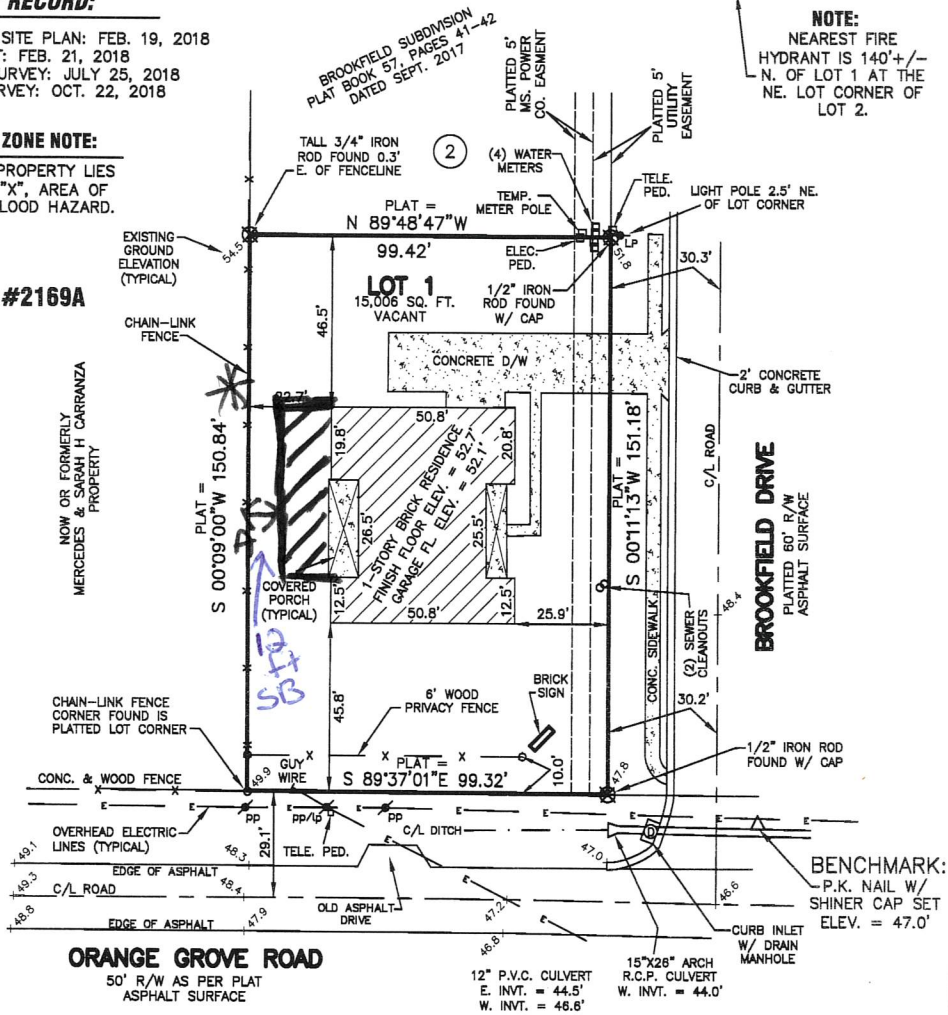 RECORD:
SITE PLAN: FEB. 19, 2018
T: FEB. 21, 2018
URVEY: JULY 25, 2018
RVEY: OCT. 22, 2018
ZONE NOTE:
PROPERTY LIES
"X", AREA OF
LOOD HAZARD.
#2169A
BROOKFIELD SUBDIVISION
PLAT BOOK 57, PAGES 41-42
DATED SEPT. 2017
PLATTED 5'
MS. POWER
CO. EASMENT
PLATTED 5'
UTILITY
EASEMENT
NOTE:
NEAREST FIRE
HYDRANT IS 140'+/-
N. OF LOT 1 AT THE
NE. LOT CORNER OF
LOT 2.
TALL 3/4" IRON
ROD FOUND 0.3'
E. OF FENCELINE
2
(4) WATER
METERS
TEMP.
METER POLE
TELE.
PED.
LIGHT POLE 2.5' NE.
OF LOT CORNER
LP
ELEC.
PED.
PLAT =
N 89°48'47"W
99.42'
54.5
51.8
30.3'
EXISTING
GROUND
ELEVATION
(TYPICAL)
LOT 1
15,006 SQ. FT.
VACANT
1/2" IRON
ROD FOUND
W/ CAP
46.5'
CHAIN-LINK
FENCE
CONCRETE D/W
2' CONCRETE
CURB & GUTTER
C/L ROAD
NOW OR FORMERLY
MERCEDES & SARAH H CARRANZA
PROPERTY
PLAT =
S 00°09'00"W 150.84'
22.7'
50.8'
19.8'
20.8'
1-STORY BRICK RESIDENCE
FINISH FLOOR ELEV. = 52.7'
GARAGE FL ELEV. = 52.1'
26.5'
25.5'
12.5'
12.5'
50.8'
25.9'
COVERED
PORCH
(TYPICAL)
12
ft
SB
PLAT =
S 00°11'13"W 151.18'
BROOKFIELD DRIVE
PLATTED 60' R/W
ASPHALT SURFACE
48.4
CONC. SIDEWALK
(2) SEWER
CLEANOUTS
30.2'
CHAIN-LINK FENCE
CORNER FOUND IS
PLATTED LOT CORNER
45.8'
6' WOOD
PRIVACY FENCE
BRICK
SIGN
10.0'
PLAT =
S 89°37'01"E 99.32'
GUY
WIRE
49.9
47.8
1/2" IRON ROD
FOUND W/ CAP
CONC. & WOOD FENCE
OVERHEAD ELECTRIC
LINES (TYPICAL)
PP
PP/LP
PP
TELE. PED.
C/L DITCH
D
29.1'
49.1
48.3
47.0
EDGE OF ASPHALT
49.3
C/L ROAD
48.4
OLD ASPHALT
DRIVE
47.2
46.6
48.8
EDGE OF ASPHALT
47.9
46.8
BENCHMARK:
P.K. NAIL W/
SHINER CAP SET
ELEV. = 47.0'
CURB INLET
W/ DRAIN
MANHOLE
ORANGE GROVE ROAD
50' R/W AS PER PLAT
ASPHALT SURFACE
12" P.V.C. CULVERT
E. INVT. = 44.5'
W. INVT. = 46.6'
15"X26" ARCH
R.C.P. CULVERT
W. INVT. = 44.0'